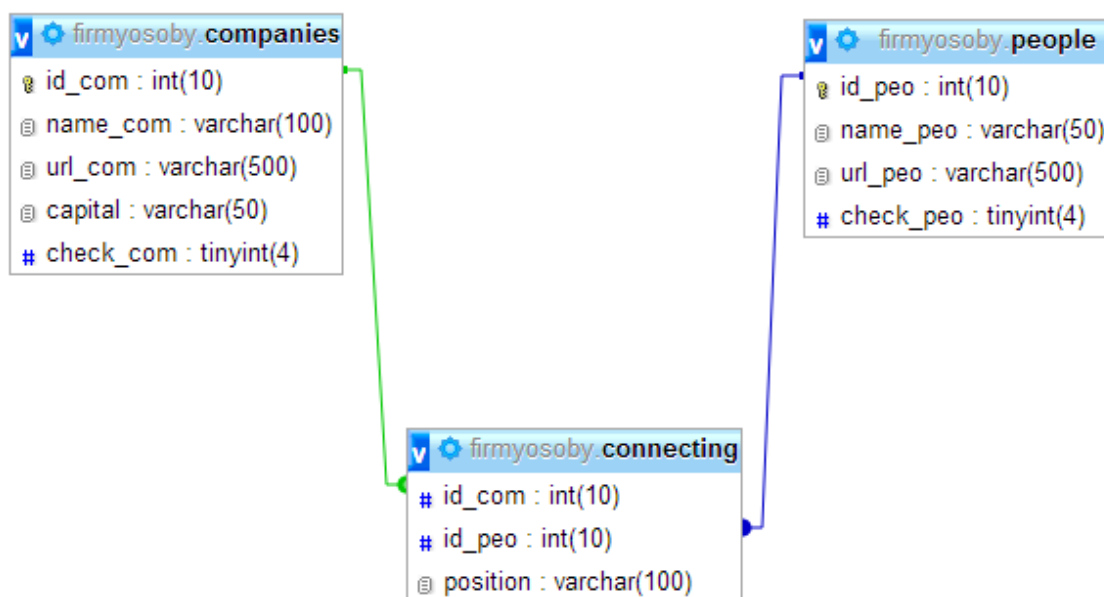 v firmyosoby.companies
id_com : int(10)
name_com : varchar(100)
url_com : varchar(500)
capital : varchar(50)
# check_com : tinyint(4)
v firmyosoby.people
id_peo : int(10)
name_peo : varchar(50)
url_peo : varchar(500)
# check_peo : tinyint(4)
v firmyosoby.connecting
# id_com : int(10)
# id_peo : int(10)
position : varchar(100)